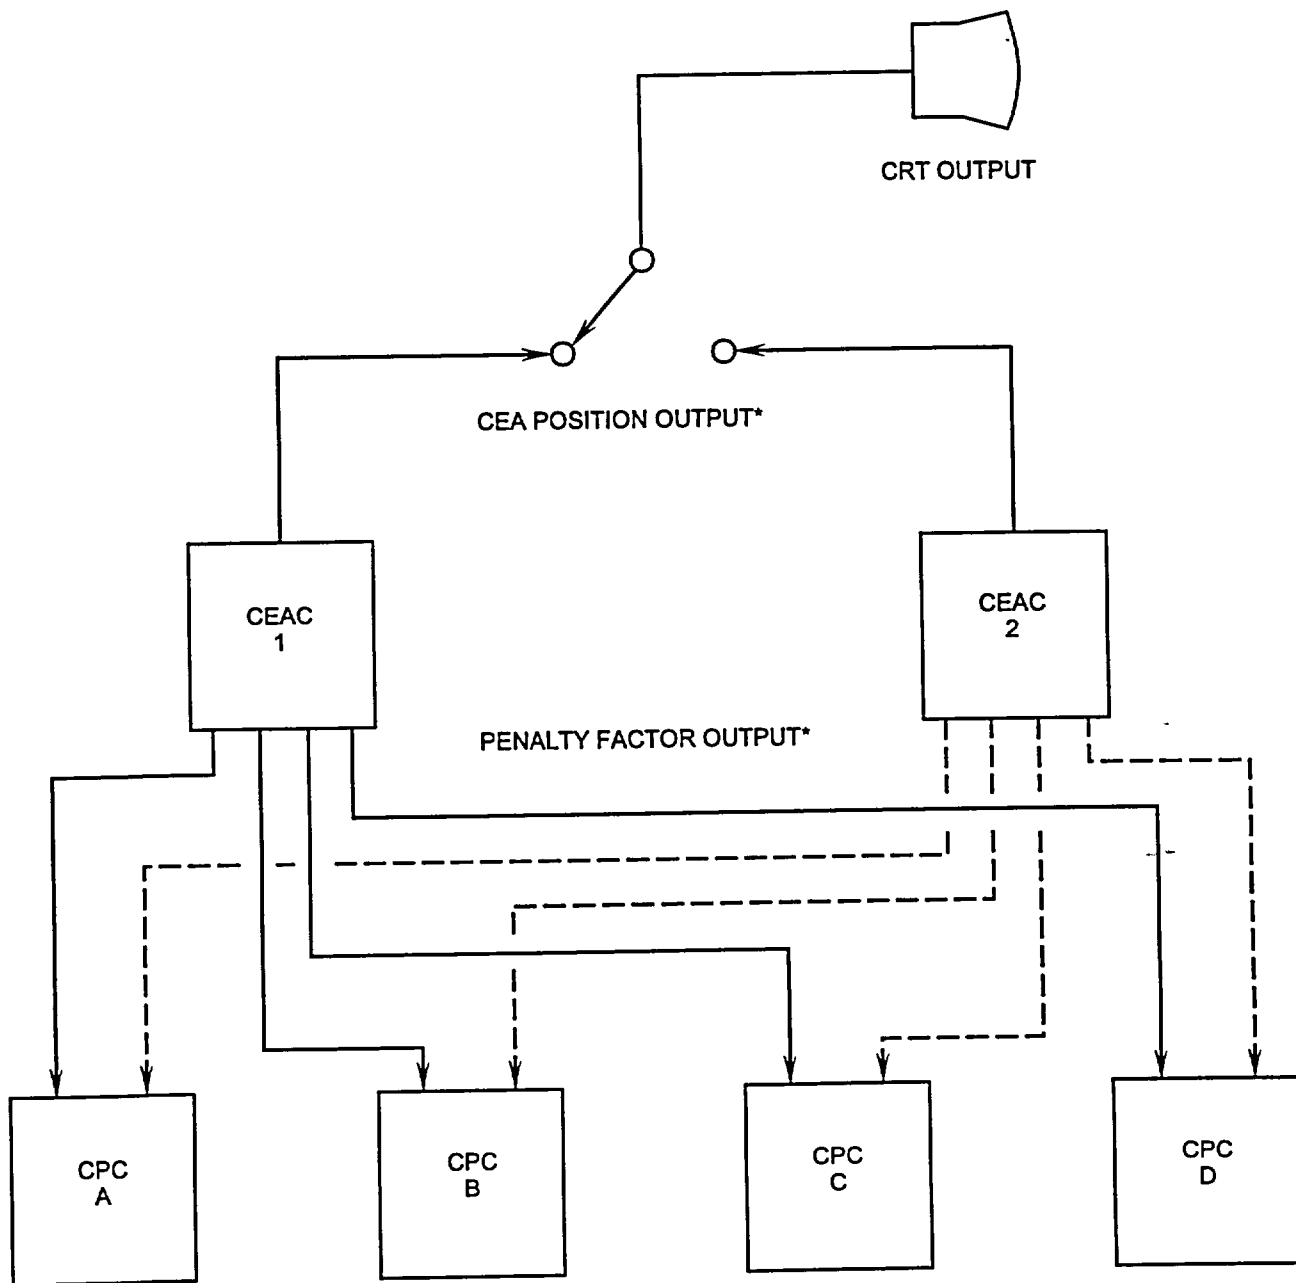 CRT OUTPUT
CEA POSITION OUTPUT*
CEAC
1
CEAC
2
PENALTY FACTOR OUTPUT*
CPC
A
CPC
B
CPC
C
CPC
D